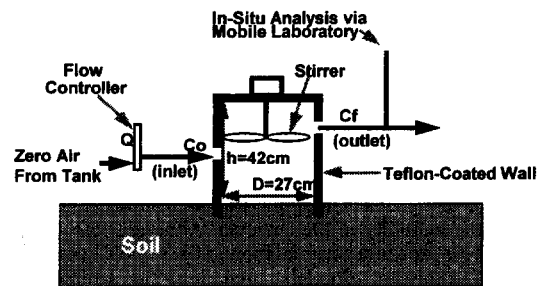 In-Situ Analysis via
Mobile Laboratory
Flow
Controller
Stirrer
Q
Co
Cf
(inlet)
(outlet)
Zero Air
From Tank
h=42cm
D=27cm
Teflon-Coated Wall
Soil